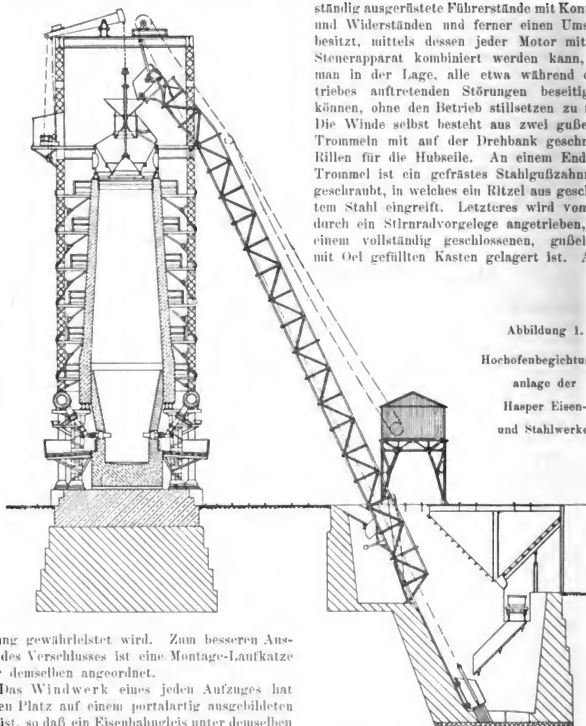 ständig ausgerüstete Führerstände mit Kon
und Widerständen und ferner einen Ums
besitzt, mittels dessen jeder Motor mit
Steuerapparat kombiniert werden kann,
man in der Lage, alle etwa während
triebes auftretenden Störungen beseitig
können, ohne den Betrieb stillsetzen zu
Die Winde selbst besteht aus zwei guße
Trommeln mit auf der Drehbank gesch
Rillen für die Hubseile. An einem End
Trommel ist ein gefrästes Stahlgußzahn
geschraubt, in welches ein Ritzel aus gesch
tem Stahl eingreift. Letzteres wird vom
durch ein Stirnradvorgelege angetrieben,
einem vollständig geschlossenen, gußei
mit Oel gefüllten Kasten gelagert ist. A
Abbildung 1.
Hochofenbegichtu
anlage der
Hasper Eisen-
und Stahlwerke
ung gewährleistet wird. Zum besseren Aus-
des Verschlusses ist eine Montage-Laufkatze
r demselben angeordnet.
Das Windwerk eines jeden Aufzuges hat
en Platz auf einem portalartig ausgebildeten
ist, so daß ein Eisenbahngleis unter demselben